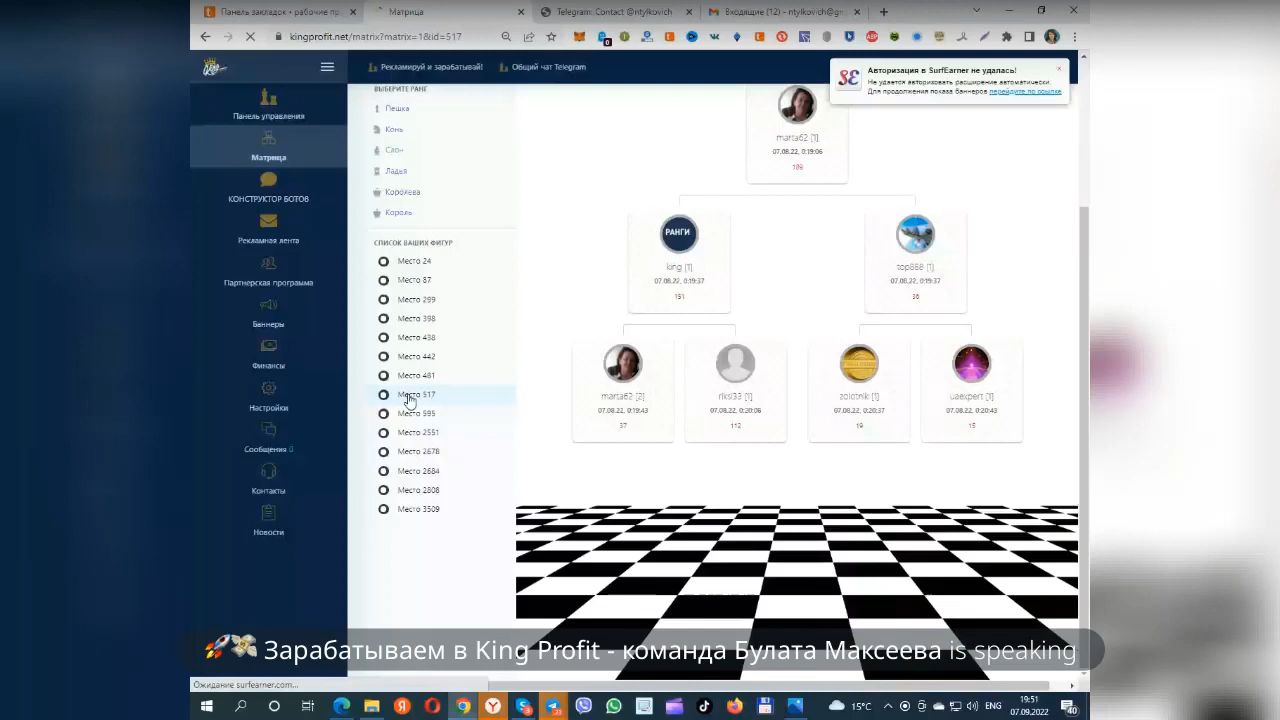 Панель закладок • рабочие пр
Матрица
Telegram: Contact @ntylkovich
Входящие (12) – ntylkovich@gm
kingprofit.net/matrix?matrix=1&id=517
Рекламируй и зарабатывай!
Общий чат Telegram
Авторизация в SurfEarner не удалась!
Не удается авторизовать расширение автоматически.
Для продолжения показа баннеров перейдите по ссылке
Панель управления
Матрица
КОНСТРУКТОР БОТОВ
Рекламная лента
Партнерская программа
Баннеры
Финансы
Настройки
Сообщения 0
Контакты
Новости
ВЫБЕРИТЕ РАНГ
Пешка
Конь
Слон
Ладья
Королева
Король
СПИСОК ВАШИХ ФИГУР
Место 24
Место 87
Место 299
Место 398
Место 438
Место 442
Место 481
Место 517
Место 595
Место 2551
Место 2678
Место 2684
Место 2808
Место 3509
marta62 [1]
07.08.22, 0:19:06
189
РАНГИ
king [1]
07.08.22, 0:19:37
151
top888 [1]
07.08.22, 0:19:37
36
marta62 [2]
07.08.22, 0:19:43
37
riksi33 [1]
07.08.22, 0:20:06
112
zolotnik [1]
07.08.22, 0:20:37
19
uaexpert [1]
07.08.22, 0:20:43
15
🚀💸 Зарабатываем в King Profit - команда Булата Максеева is speaking
Ожидание surfearner.com...
15°C
19:51
07.09.2022
40